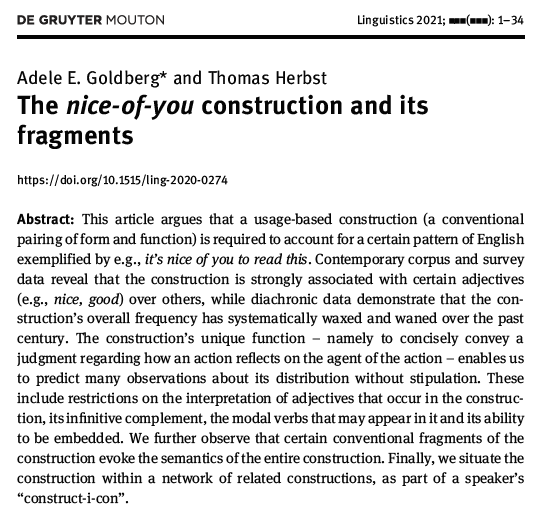 DE GRUYTER MOUTON
Linguistics 2021; ■■(■■): 1–34
Adele E. Goldberg* and Thomas Herbst
The nice-of-you construction and its
fragments
https://doi.org/10.1515/ling-2020-0274
Abstract: This article argues that a usage-based construction (a conventional
pairing of form and function) is required to account for a certain pattern of English
exemplified by e.g., it’s nice of you to read this. Contemporary corpus and survey
data reveal that the construction is strongly associated with certain adjectives
(e.g., nice, good) over others, while diachronic data demonstrate that the con-
struction’s overall frequency has systematically waxed and waned over the past
century. The construction’s unique function – namely to concisely convey a
judgment regarding how an action reflects on the agent of the action – enables us
to predict many observations about its distribution without stipulation. These
include restrictions on the interpretation of adjectives that occur in the construc-
tion, its infinitive complement, the modal verbs that may appear in it and its ability
to be embedded. We further observe that certain conventional fragments of the
construction evoke the semantics of the entire construction. Finally, we situate the
construction within a network of related constructions, as part of a speaker’s
“construct-i-con”.